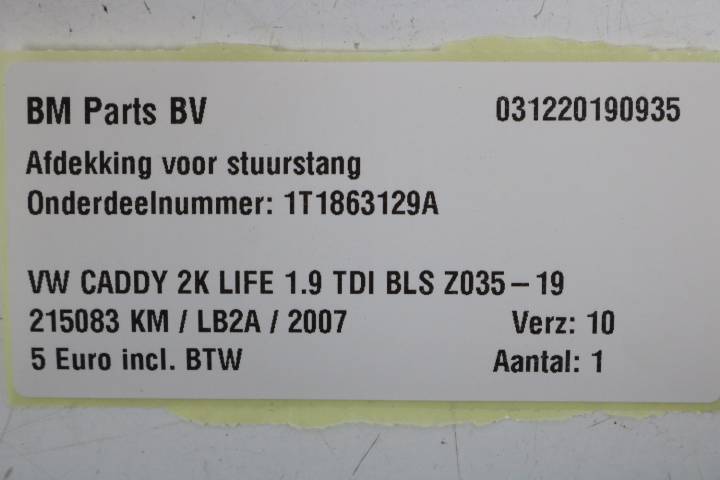 BM Parts BV 031220190935
Afdekking voor stuurstang
Onderdeelnummer: 1T1863129A
VW CADDY 2K LIFE 1.9 TDI BLS Z035-19
215083 KM / LB2A / 2007 Verz: 10
5 Euro incl. BTW Aantal: 1